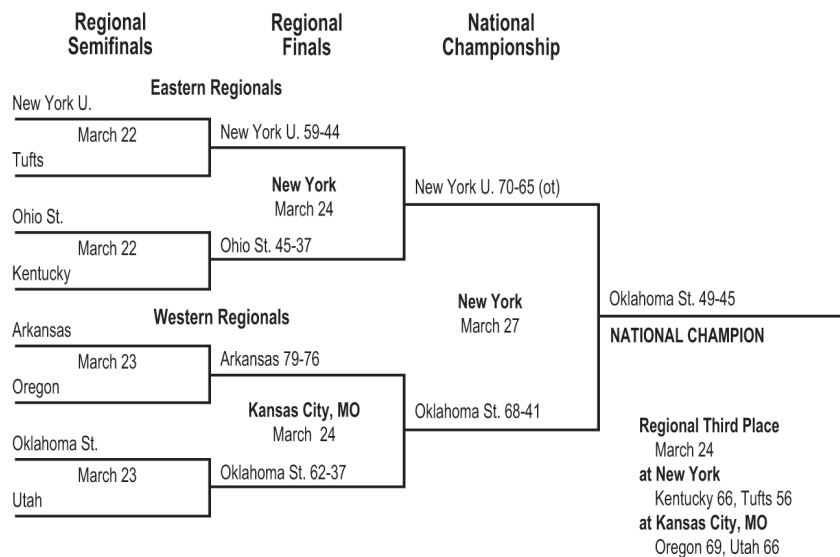 Regional
Semifinals
Regional
Finals
National
Championship
Eastern Regionals
New York U.
March 22
Tufts
New York U. 59-44
New York
March 24
Ohio St.
March 22
Kentucky
Ohio St. 45-37
New York U. 70-65 (ot)
Western Regionals
Arkansas
March 23
Oregon
Arkansas 79-76
Kansas City, MO
March 24
Oklahoma St.
March 23
Utah
Oklahoma St. 62-37
Oklahoma St. 68-41
New York
March 27
Oklahoma St. 49-45
NATIONAL CHAMPION
Regional Third Place
March 24
at New York
Kentucky 66, Tufts 56
at Kansas City, MO
Oregon 69, Utah 66